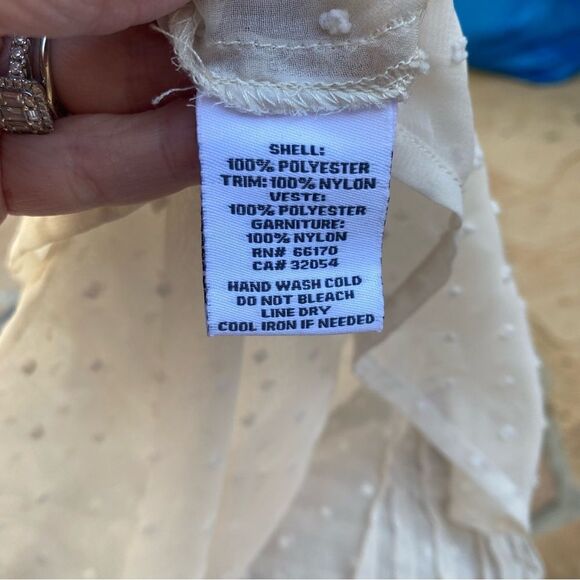 SHELL:
100% POLYESTER
TRIM: 100% NYLON
VESTE:
100% POLYESTER
GARNITURE:
100% NYLON
RN# 66170
CA# 32054
HAND WASH COLD
DO NOT BLEACH
LINE DRY
COOL IRON IF NEEDED